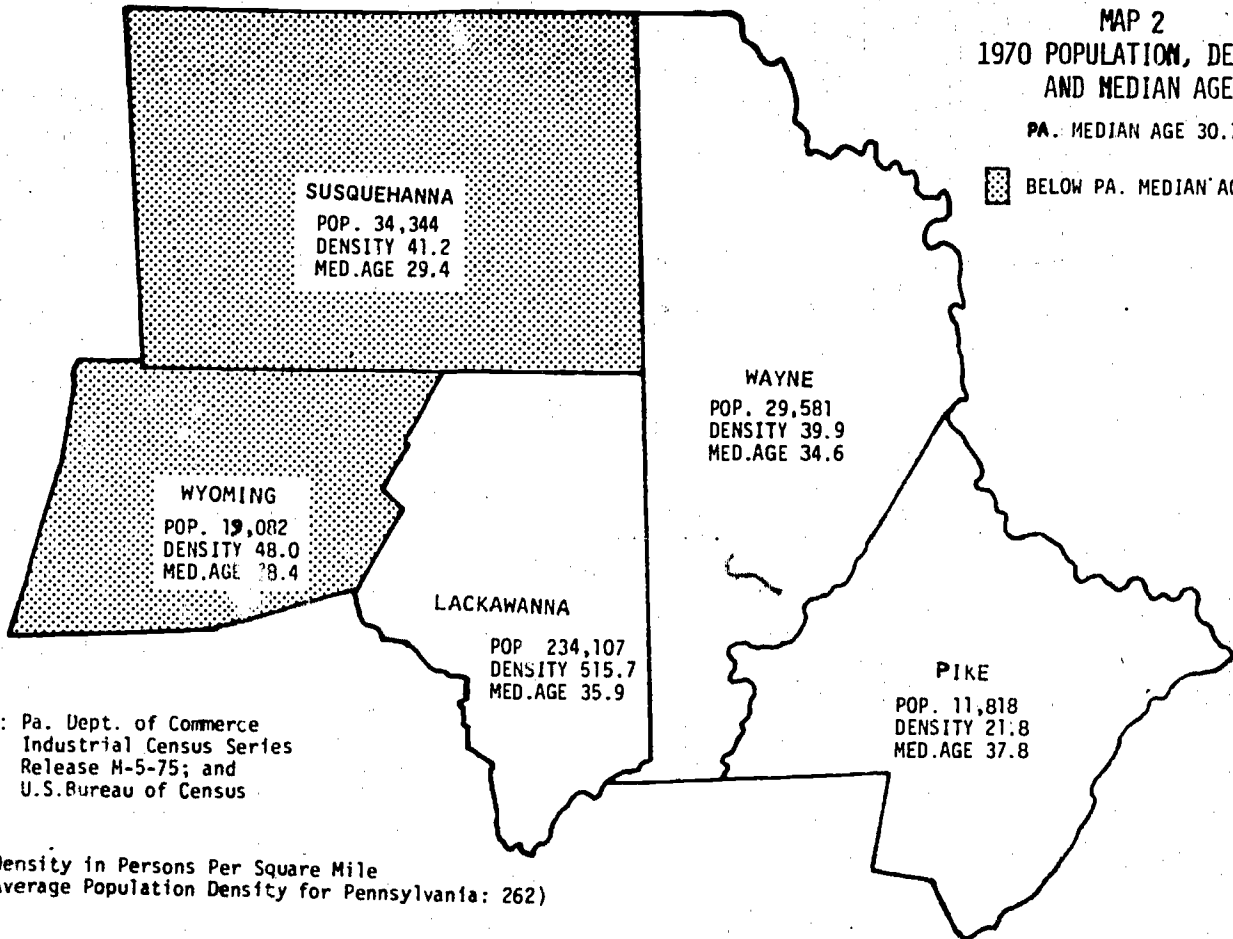 MAP 2
1970 POPULATION, DE
AND MEDIAN AGE
PA. MEDIAN AGE 30.
BELOW PA. MEDIAN
SUSQUEHANNA
POP. 34,344
DENSITY 41.2
MED.AGE 29.4
WAYNE
POP. 29,581
DENSITY 39.9
MED.AGE 34.6
WYOMING
POP. 19,082
DENSITY 48.0
MED.AGE 8.4
LACKAWANNA
POP 234,107
DENSITY 515.7
MED.AGE 35.9
PIKE
POP. 11,818
DENSITY 21.8
MED.AGE 37.8
: Pa. Dept. of Commerce
Industrial Census Series
Release M-5-75; and
U.S.Bureau of Census
Density in Persons Per Square Mile
Average Population Density for Pennsylvania: 262)